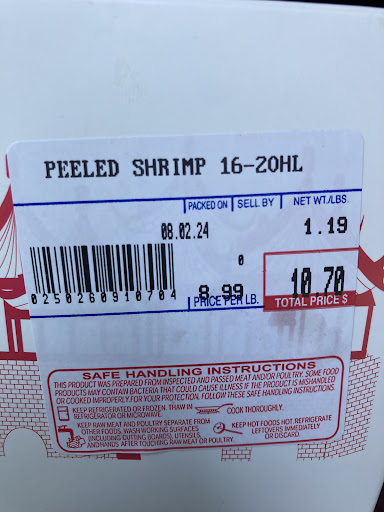 PEELED SHRIMP 16-20HL
PACKED ON SELL BY NET WT./LBS.
08.02.24 1.19
0
8.99 10.70
0250260910704 PRICE PER LB. TOTAL PRICE $
SAFE HANDLING INSTRUCTIONS
THIS PRODUCT WAS PREPARED FROM INSPECTED AND PASSED MEAT AND/OR POULTRY. SOME FOOD
PRODUCTS MAY CONTAIN BACTERIA THAT COULD CAUSE ILLNESS IF THE PRODUCT IS MISHANDLED
OR COOKED IMPROPERLY. FOR YOUR PROTECTION, FOLLOW THESE SAFE HANDLING INSTRUCTIONS.
KEEP REFRIGERATED OR FROZEN. THAW IN
REFRIGERATOR OR MICROWAVE.
COOK THOROUGHLY.
KEEP RAW MEAT AND POULTRY SEPARATE FROM
OTHER FOODS. WASH WORKING SURFACES
(INCLUDING CUTTING BOARDS), UTENSILS,
AND HANDS AFTER TOUCHING RAW MEAT OR POULTRY.
KEEP HOT FOODS HOT. REFRIGERATE
LEFTOVERS IMMEDIATELY
OR DISCARD.